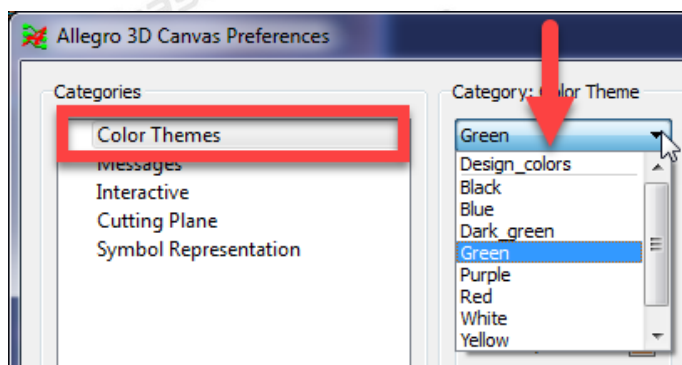 Allegro 3D Canvas Preferences
Categories
Color Themes
Messages
Interactive
Cutting Plane
Symbol Representation
Category: Color Theme
Green
Design_colors
Black
Blue
Dark_green
Green
Purple
Red
White
Yellow